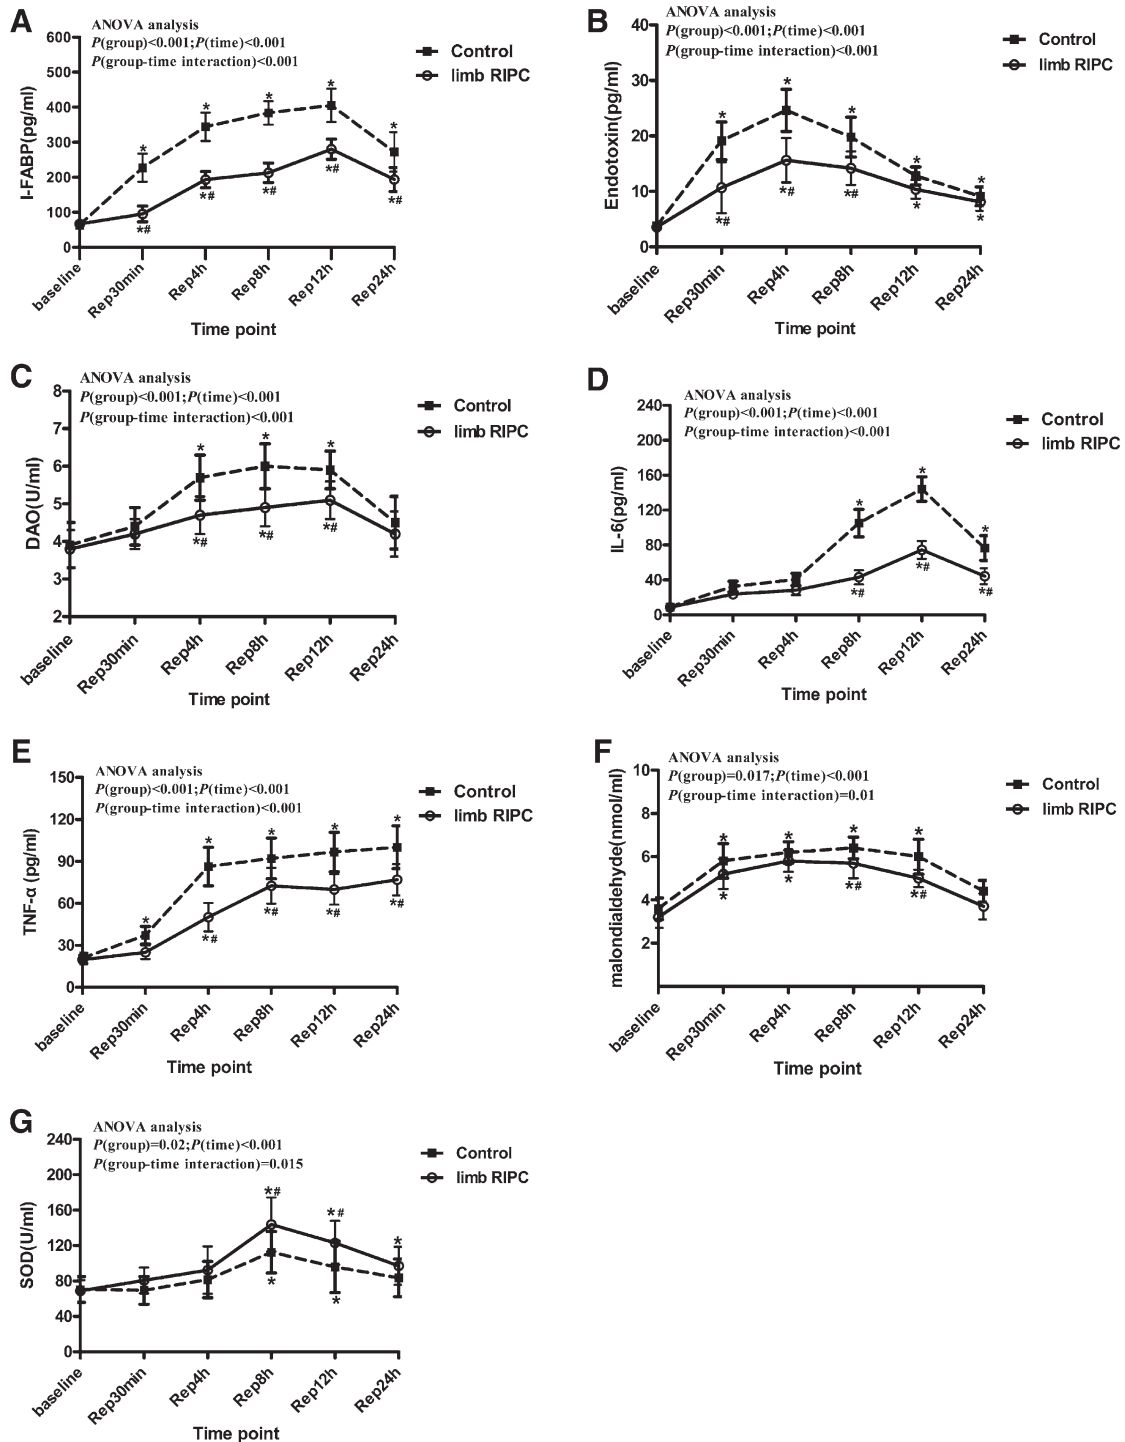 A
ANOVA analysis
P(group)<0.001;P(time)<0.001
P(group-time interaction)<0.001
Control
limb RIPC
I-FABP(pg/ml)
600
500
400
300
200
100
0
* * * * *
*# *# *# *# *#
baseline Rep30min Rep4h Rep8h Rep12h Rep24h
Time point
B
ANOVA analysis
P(group)<0.001;P(time)<0.001
P(group-time interaction)<0.001
Control
limb RIPC
Endotoxin(pg/ml)
40
30
20
10
0
* * * * *
*# *# *# * *
baseline Rep30min Rep4h Rep8h Rep12h Rep24h
Time point
C
ANOVA analysis
P(group)<0.001;P(time)<0.001
P(group-time interaction)<0.001
Control
limb RIPC
DAO(U/ml)
8
7
6
5
4
3
2
* * *
*# *# *#
baseline Rep30min Rep4h Rep8h Rep12h Rep24h
Time point
D
ANOVA analysis
P(group)<0.001;P(time)<0.001
P(group-time interaction)<0.001
Control
limb RIPC
IL-6(pg/ml)
240
200
160
120
80
40
0
* * *
*# *# *#
baseline Rep30min Rep4h Rep8h Rep12h Rep24h
Time point
E
ANOVA analysis
P(group)<0.001;P(time)<0.001
P(group-time interaction)<0.001
Control
limb RIPC
TNF-α (pg/ml)
150
120
90
60
30
0
* * * * *
*# *# *# *#
baseline Rep30min Rep4h Rep8h Rep12h Rep24h
Time point
F
ANOVA analysis
P(group)=0.017;P(time)<0.001
P(group-time interaction)=0.01
Control
limb RIPC
malondialdehyde(nmol/ml)
10
8
6
4
2
* * * *
* * *# *#
baseline Rep30min Rep4h Rep8h Rep12h Rep24h
Time point
G
ANOVA analysis
P(group)=0.02;P(time)<0.001
P(group-time interaction)=0.015
Control
limb RIPC
SOD(U/ml)
240
200
160
120
80
40
0
*# *# *
* *
baseline Rep30min Rep4h Rep8h Rep12h Rep24h
Time point